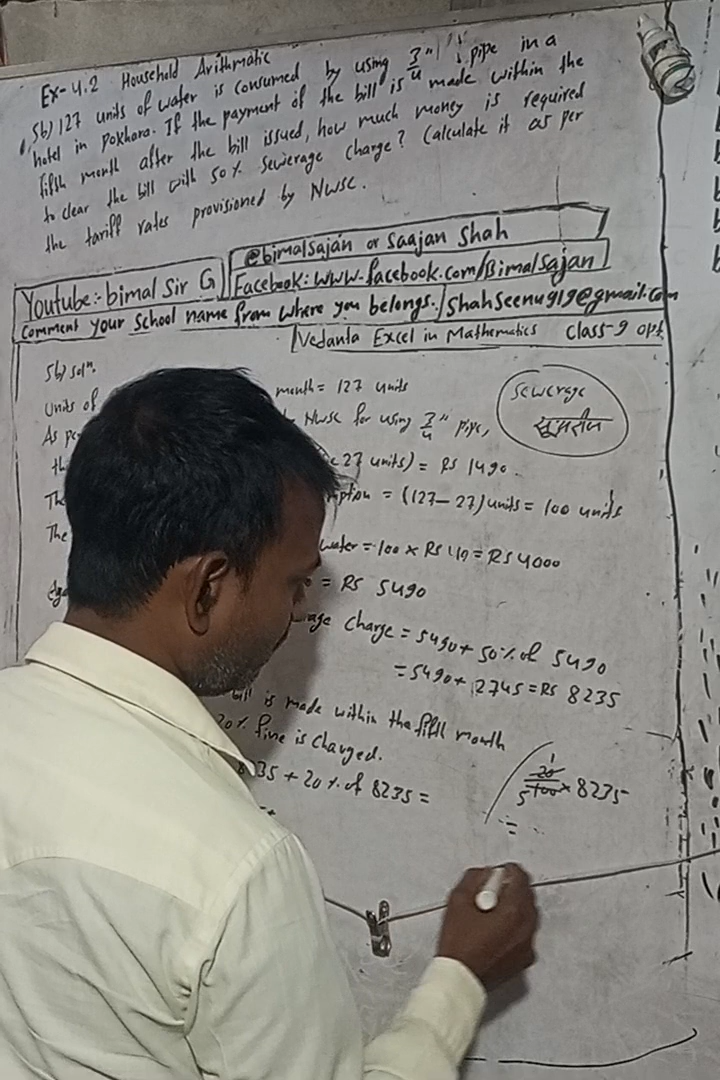 Ex-4.2 Household Arithmatic
5b) 127 units of water is consumed by using 3/4" pipe in a
hotel in Pokhara. If the payment of the bill is made within the
fifth month after the bill issued, how much money is required
to clear the bill with 50% sewerage charge? Calculate it as per
the tariff rates provisioned by NWSC.
@bimalsajan or Saajan Shah
Youtube:- bimal Sir G
Facebook: www.facebook.com/Bimalsajan
Comment your School name from where you belongs. / Shahseenu919@gmail.com
Vedanta Excel in Mathematics Class-9 opt
5b) soln.
Units of month = 127 units
Sewerage
As pe NWSC for using 3/4" pipe,
27 units) = RS 1490.
The = (127-27) units = 100 units
The water = 100 × RS 40 = RS 4000
= RS 5490
age charge = 5490 + 50% of 5490
= 5490 + 2745 = RS 8235
bill is made within the fifth month
20% fine is charged.
35 + 20% of 8235 =
1
20
5 100 × 8235
=